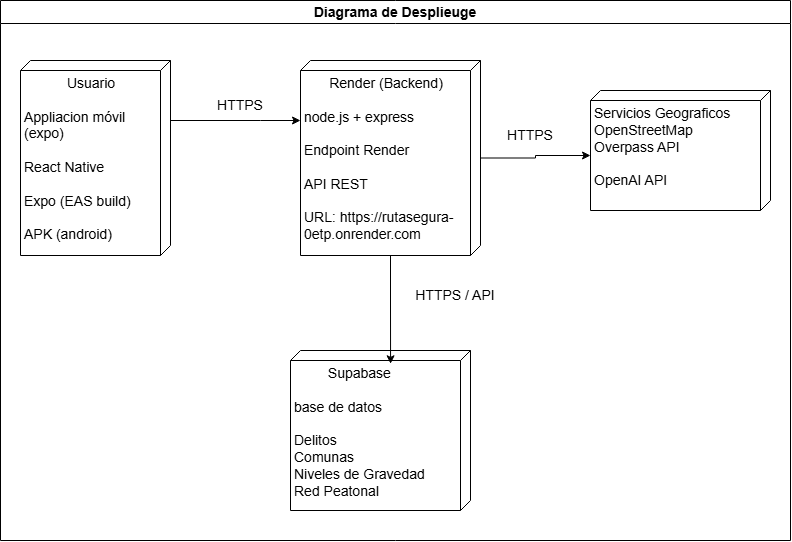 Diagrama de Desplieuge
Usuario
Appliacion móvil
(expo)
React Native
Expo (EAS build)
APK (android)
HTTPS
Render (Backend)
node.js + express
Endpoint Render
API REST
URL: https://rutasegura-
0etp.onrender.com
HTTPS
Servicios Geograficos
OpenStreetMap
Overpass API
OpenAI API
HTTPS / API
Supabase
base de datos
Delitos
Comunas
Niveles de Gravedad
Red Peatonal